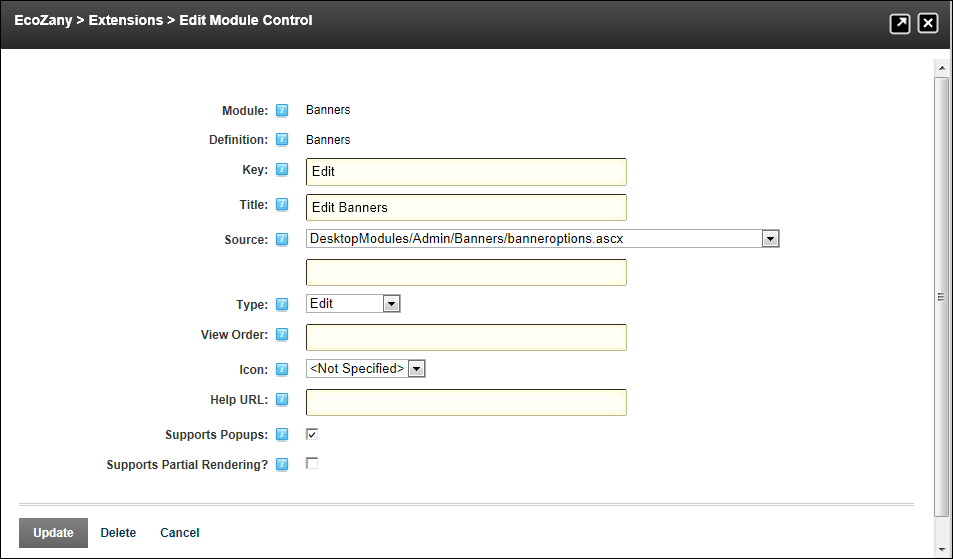 EcoZany > Extensions > Edit Module Control
Module: Banners
Definition: Banners
Key: Edit
Title: Edit Banners
Source: DesktopModules/Admin/Banners/banneroptions.ascx
Type: Edit
View Order:
Icon: <Not Specified>
Help URL:
Supports Popups:
Supports Partial Rendering?
Update Delete Cancel